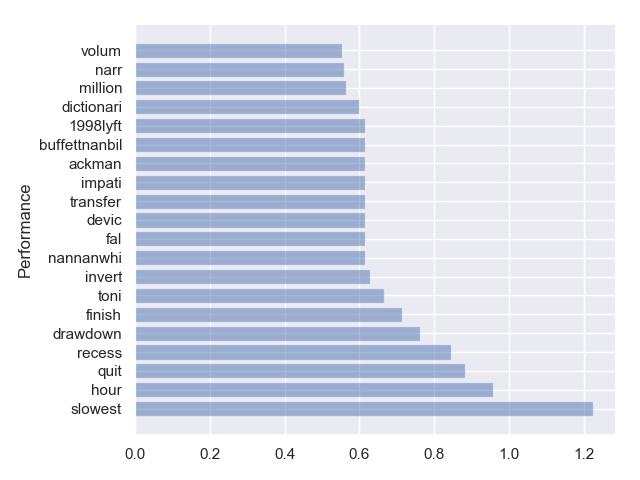 volum
narr
million
dictionari
1998lyft
buffettnanbil
ackman
impati
transfer
devic
fal
nannanwhi
invert
toni
finish
drawdown
recess
quit
hour
slowest
Performance
0.0 0.2 0.4 0.6 0.8 1.0 1.2